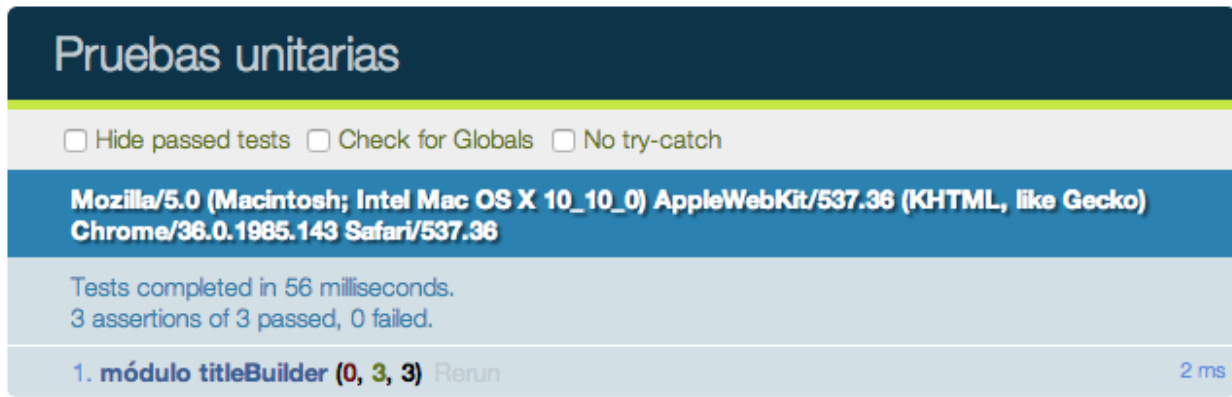 Pruebas unitarias
Hide passed tests Check for Globals No try-catch
Mozilla/5.0 (Macintosh; Intel Mac OS X 10_10_0) AppleWebKit/537.36 (KHTML, like Gecko)
Chrome/36.0.1985.143 Safari/537.36
Tests completed in 56 milliseconds.
3 assertions of 3 passed, 0 failed.
1. módulo titleBuilder (0, 3, 3) Rerun 2 ms